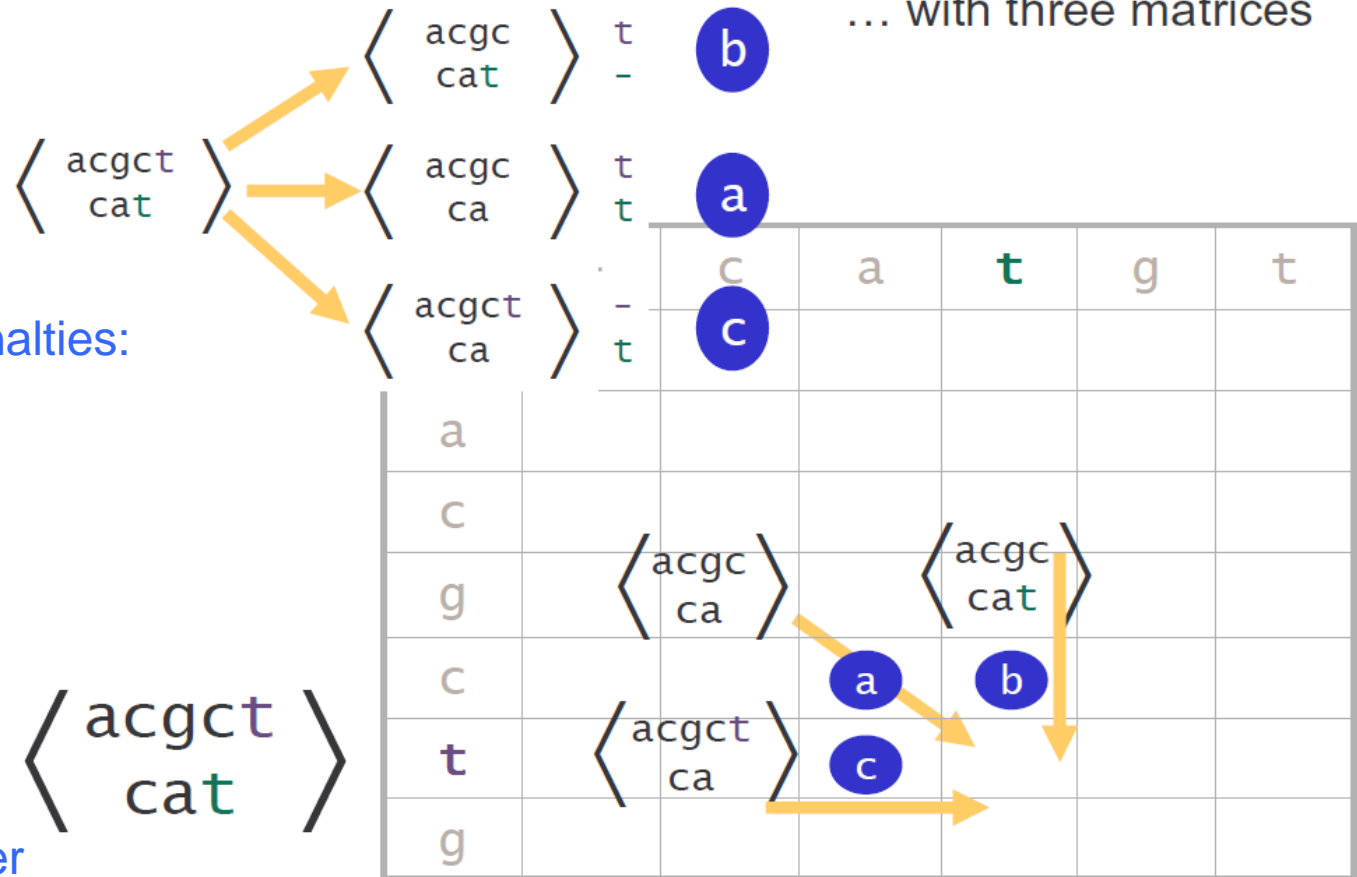 … with three matrices
acgc t b
cat -
acgct
cat
acgc t a
ca t
c a t g t
acgct - c
ca t
nalties:
a
c
acgc
ca
acgc
cat
g
c a b
acgct
cat
acgct
ca
t c
g
er